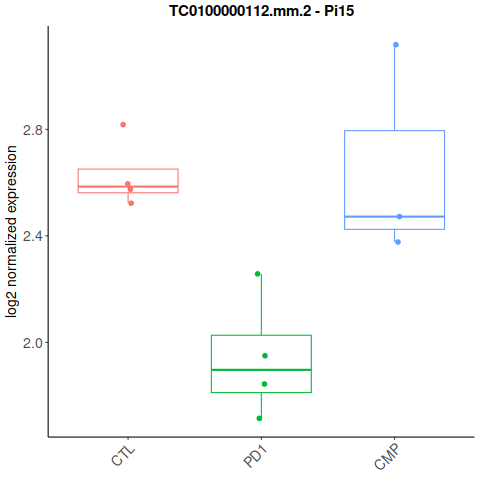 TC0100000112.mm.2 - Pi15
log2 normalized expression
2.8
2.4
2.0
CTL
PD1
CMP